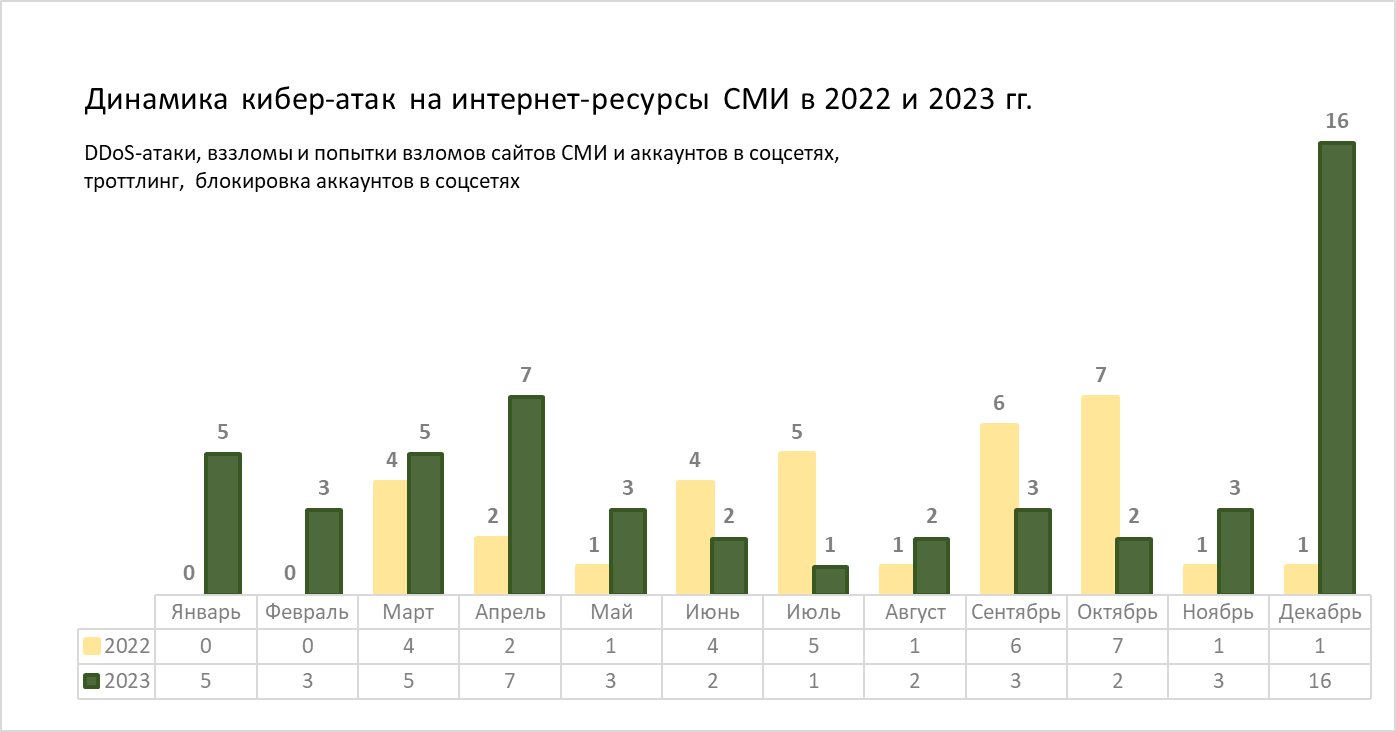 Динамика кибер-атак на интернет-ресурсы СМИ в 2022 и 2023 гг.
DDoS-атаки, вззломы и попытки взломов сайтов СМИ и аккаунтов в соцсетях,
троттлинг, блокировка аккаунтов в соцсетях
0 5 0 3 4 5 2 7 1 3 4 2 5 1 1 2 6 3 7 2 1 3 1 16
Январь Февраль Март Апрель Май Июнь Июль Август Сентябрь Октябрь Ноябрь Декабрь
2022 0 0 4 2 1 4 5 1 6 7 1 1
2023 5 3 5 7 3 2 1 2 3 2 3 16